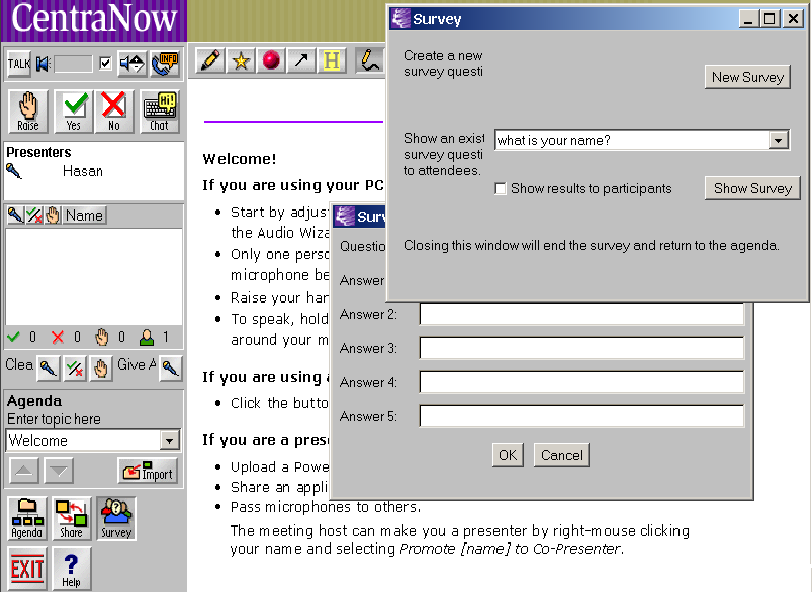 CentraNow
TALK
INFO
Raise
Yes
No
Hi!
Chat
Presenters
Hasan
Name
0 0 0 1
Clea Give A
Agenda
Enter topic here
Welcome
Import
Agenda
Share
Survey
EXIT
Help
H
Welcome!
If you are using your PC
Start by adjus
the Audio Wiza
Only one perso
microphone be
Raise your han
To speak, hold
around your m
If you are using a
Click the butto
If you are a pres
Upload a Powe
Share an appli
Pass microphones to others.
The meeting host can make you a presenter by right-mouse clicking
your name and selecting Promote [name] to Co-Presenter.
Survey
Create a new
survey questi
New Survey
Show an exist
survey questi
to attendees.
what is your name?
Show results to participants
Show Survey
Closing this window will end the survey and return to the agenda.
Surv
Questio
Answer
Answer 2:
Answer 3:
Answer 4:
Answer 5:
OK
Cancel